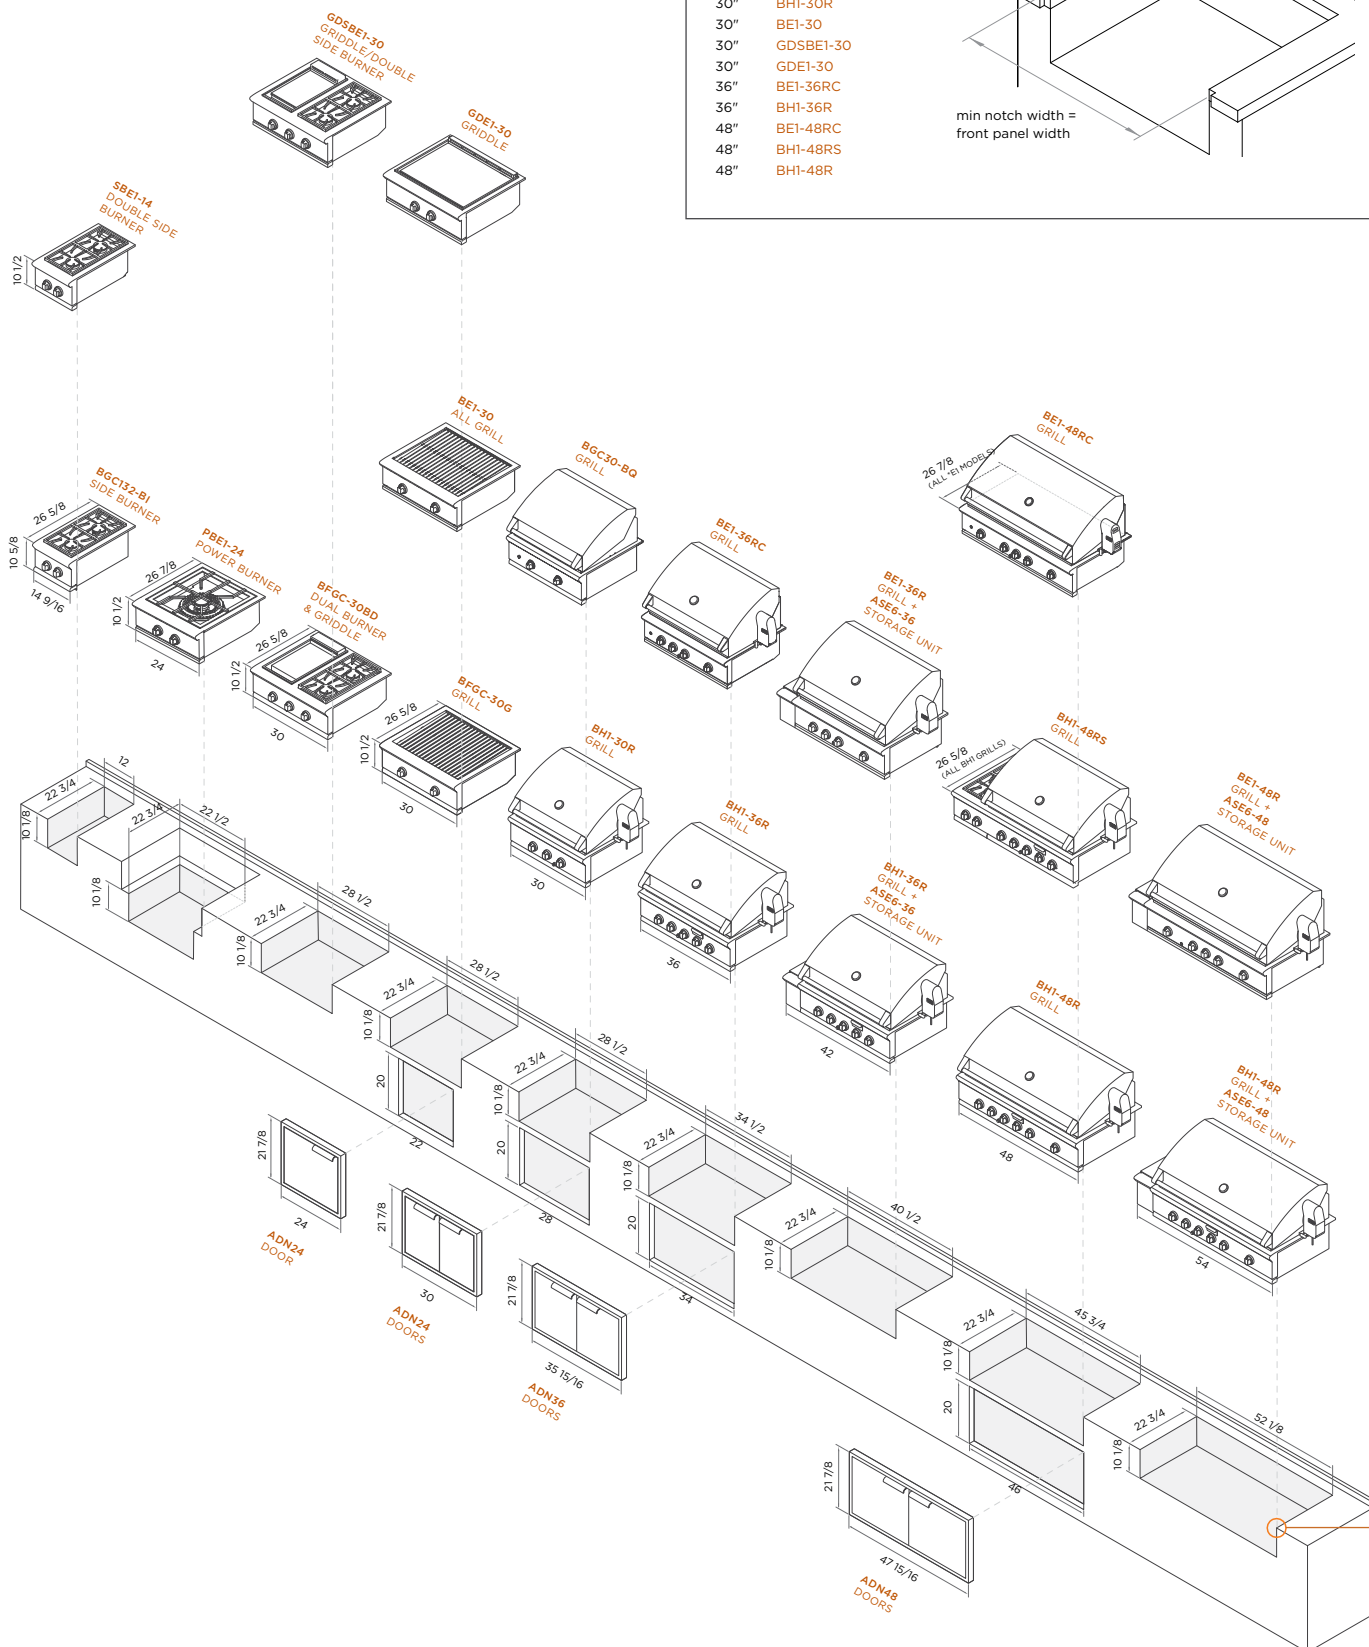 30" BH1-30R
30" BE1-30
30" GDSBE1-30
30" GDE1-30
36" BE1-36RC
36" BH1-36R
48" BE1-48RC
48" BH1-48RS
48" BH1-48R
min notch width =
front panel width
GDSBE1-30
GRIDDLE/DOUBLE
SIDE BURNER
GDE1-30
GRIDDLE
SBE1-14
DOUBLE SIDE
BURNER
10 1/2
BE1-30
ALL GRILL
BGC30-BQ
GRILL
BE1-48RC
GRILL
26 7/8
(ALL *E1 MODELS)
BGC132-BI
SIDE BURNER
26 5/8
10 5/8
14 9/16
PBE1-24
POWER BURNER
26 7/8
10 1/2
24
BFGC-30BD
DUAL BURNER
& GRIDDLE
26 5/8
10 1/2
30
BE1-36RC
GRILL
BE1-36R
GRILL +
ASE6-36
STORAGE UNIT
BFGC-30G
GRILL
26 5/8
10 1/2
30
BH1-30R
GRILL
30
BH1-48RS
GRILL
26 5/8
(ALL BH1 GRILLS)
BE1-48R
GRILL +
ASE6-48
STORAGE UNIT
BH1-36R
GRILL
36
BH1-36R
GRILL +
ASE6-36
STORAGE UNIT
42
BH1-48R
GRILL
48
BH1-48R
GRILL +
ASE6-48
STORAGE UNIT
54
12
22 3/4
10 1/8
22 3/4
22 1/2
10 1/8
22 3/4
28 1/2
10 1/8
22 3/4
28 1/2
10 1/8
20
22
22 3/4
28 1/2
10 1/8
20
28
22 3/4
34 1/2
10 1/8
20
34
22 3/4
40 1/2
10 1/8
22 3/4
45 3/4
10 1/8
20
46
22 3/4
52 1/8
10 1/8
21 7/8
24
ADN24
DOOR
21 7/8
30
ADN24
DOORS
21 7/8
35 15/16
ADN36
DOORS
21 7/8
47 15/16
ADN48
DOORS